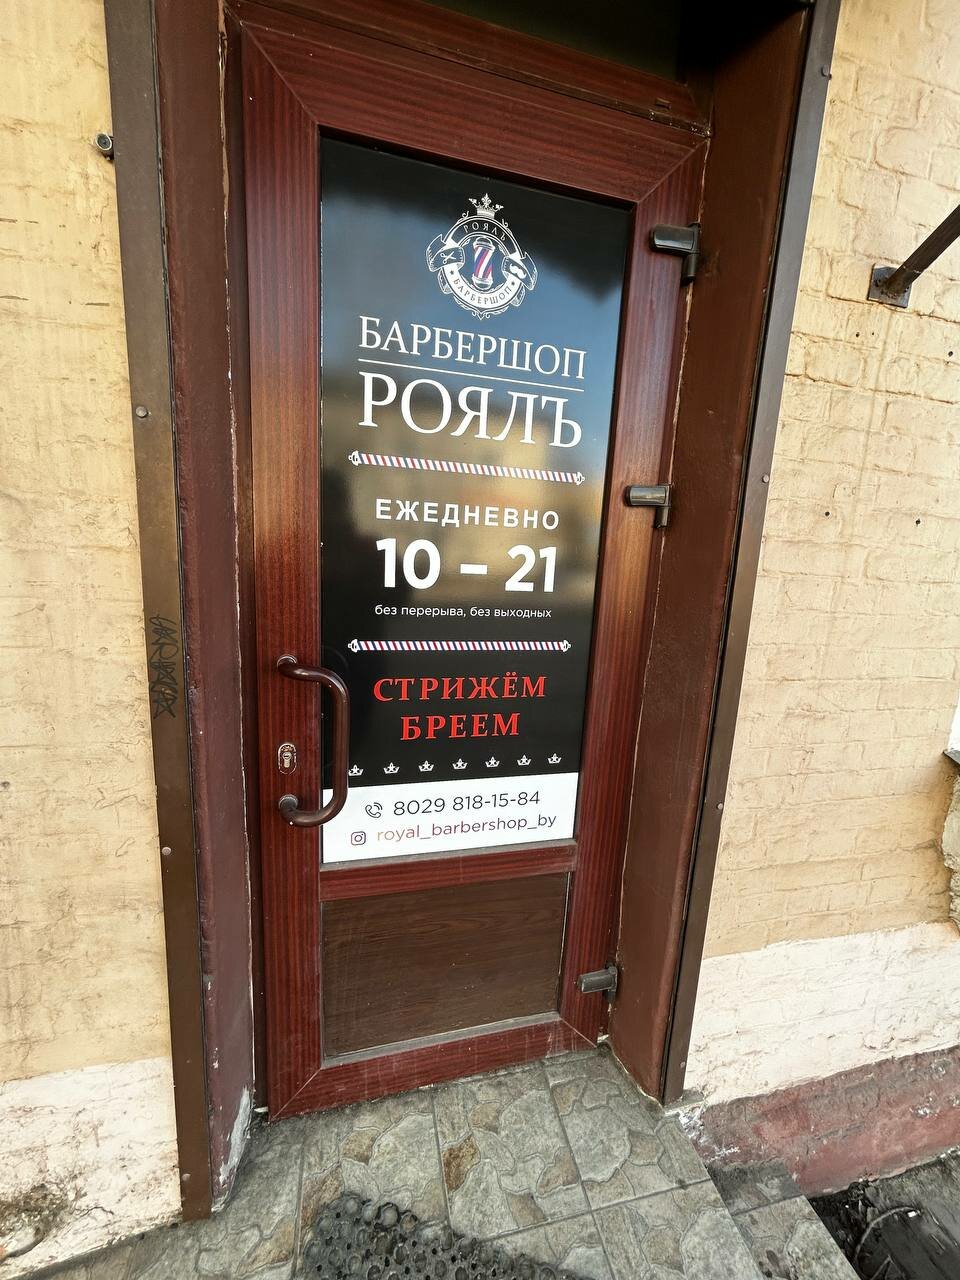 РОЯЛЪ
БАРБЕРШОП
БАРБЕРШОП
РОЯЛЪ
ЕЖЕДНЕВНО
10 – 21
без перерыва, без выходных
СТРИЖЁМ
БРЕЕМ
8029 818-15-84
royal_barbershop_by